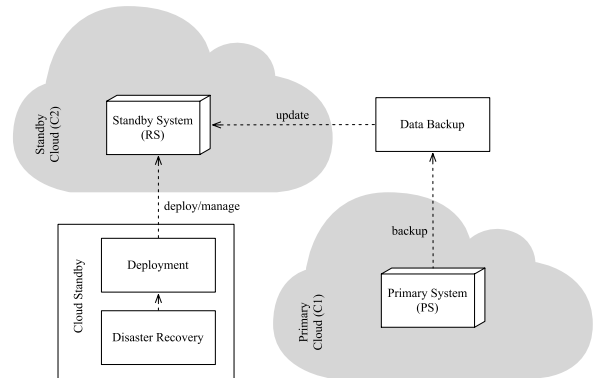 Standby
Cloud (C2)
Standby System
(RS)
update
Data Backup
deploy/manage
backup
Cloud Standby
Deployment
Disaster Recovery
Primary
Cloud (C1)
Primary System
(PS)